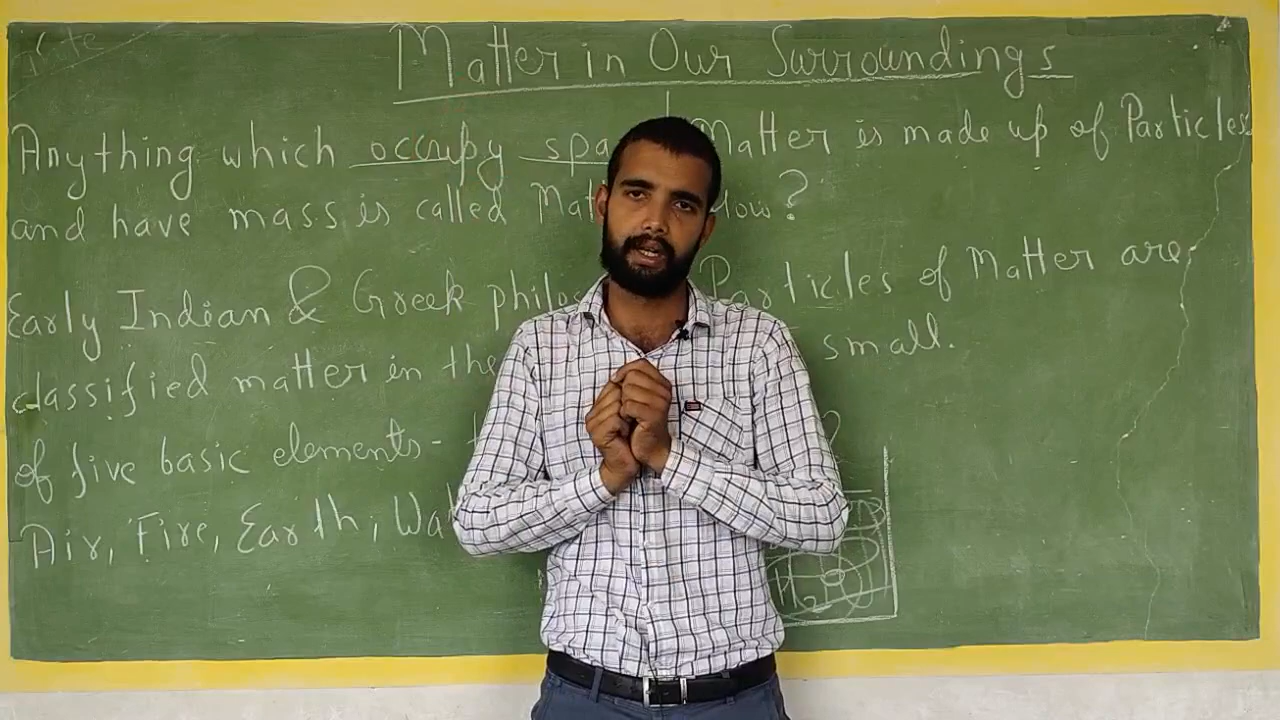 Matter in Our Surroundings
Anything which occupy spa
and have mass is called Mat
Early Indian & Greek philos
classified matter in the
of five basic elements -
Air, Fire, Earth, Wat
Matter is made up of Particles
How?
Particles of Matter are
small.
H₂O